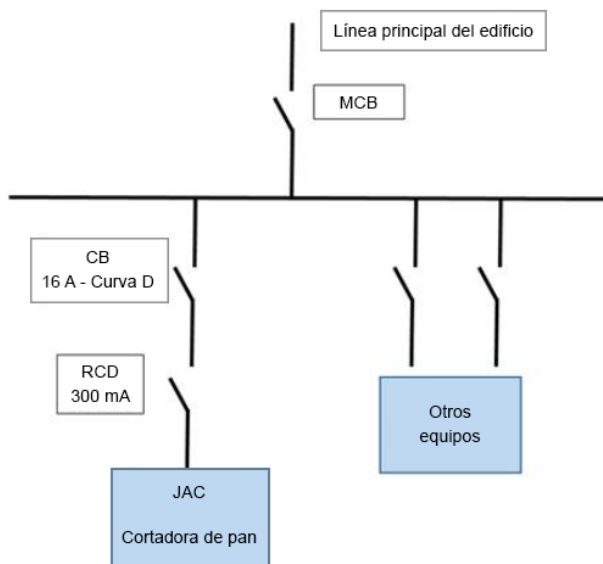 Línea principal del edificio
MCB
CB
16 A - Curva D
RCD
300 mA
Otros
equipos
JAC
Cortadora de pan